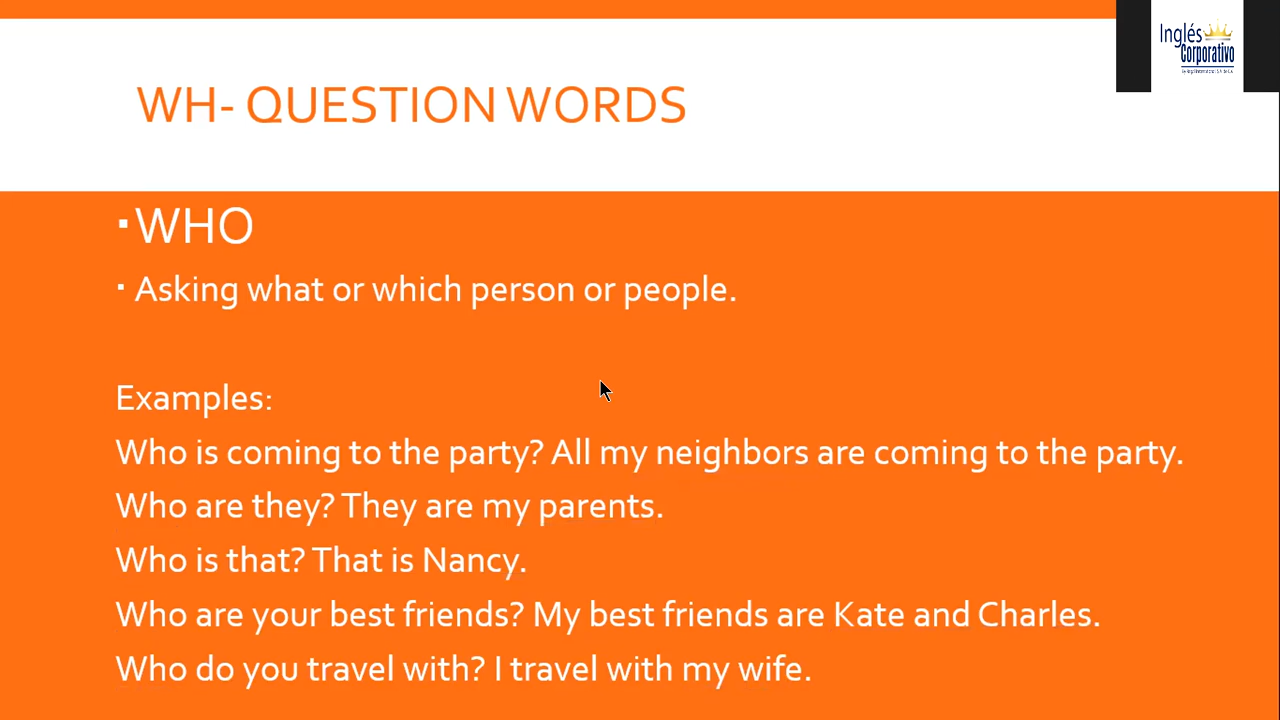 Inglés
Corporativo
WH- QUESTION WORDS
WHO
Asking what or which person or people.
Examples:
Who is coming to the party? All my neighbors are coming to the party.
Who are they? They are my parents.
Who is that? That is Nancy.
Who are your best friends? My best friends are Kate and Charles.
Who do you travel with? I travel with my wife.